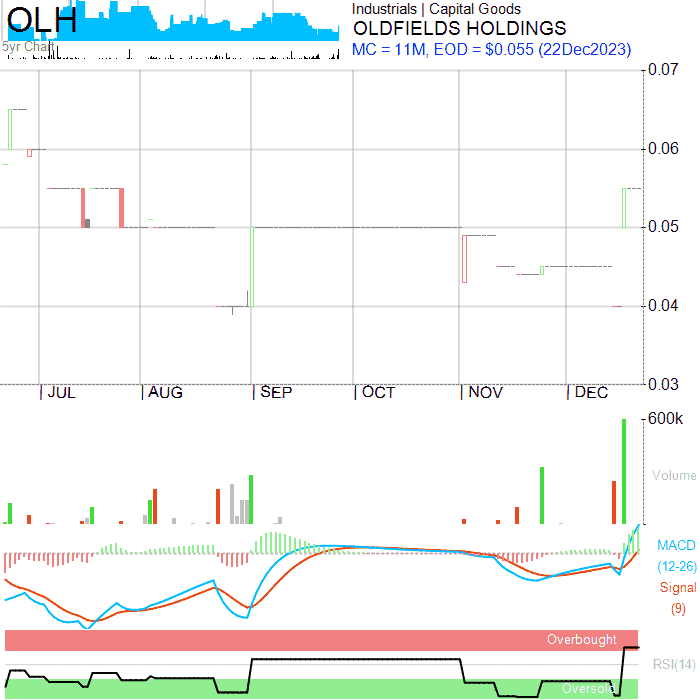 OLH
5yr Chart
Industrials | Capital Goods
OLDFIELDS HOLDINGS
MC = 11M, EOD = $0.055 (22Dec2023)
0.07
0.06
0.05
0.04
0.03
JUL AUG SEP OCT NOV DEC
600k
Volume
MACD
(12-26)
Signal
(9)
Overbought
RSI(14)
Oversold